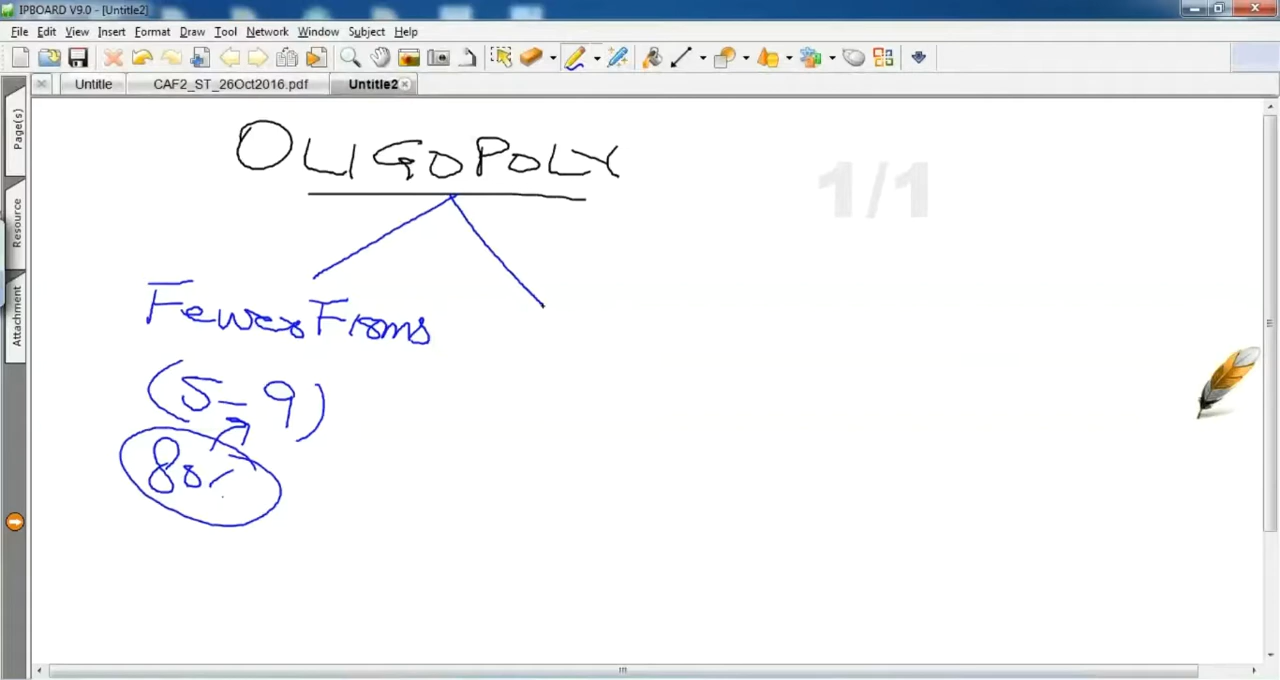 IPBOARD V9.0 - [Untitle2]
File Edit View Insert Format Draw Tool Network Window Subject Help
Untitle CAF2_ST_26Oct2016.pdf Untitle2
Page(s)
Resource
Attachment
1/1
OLIGOPOLY
Fewer Firms
(5-9)
80%